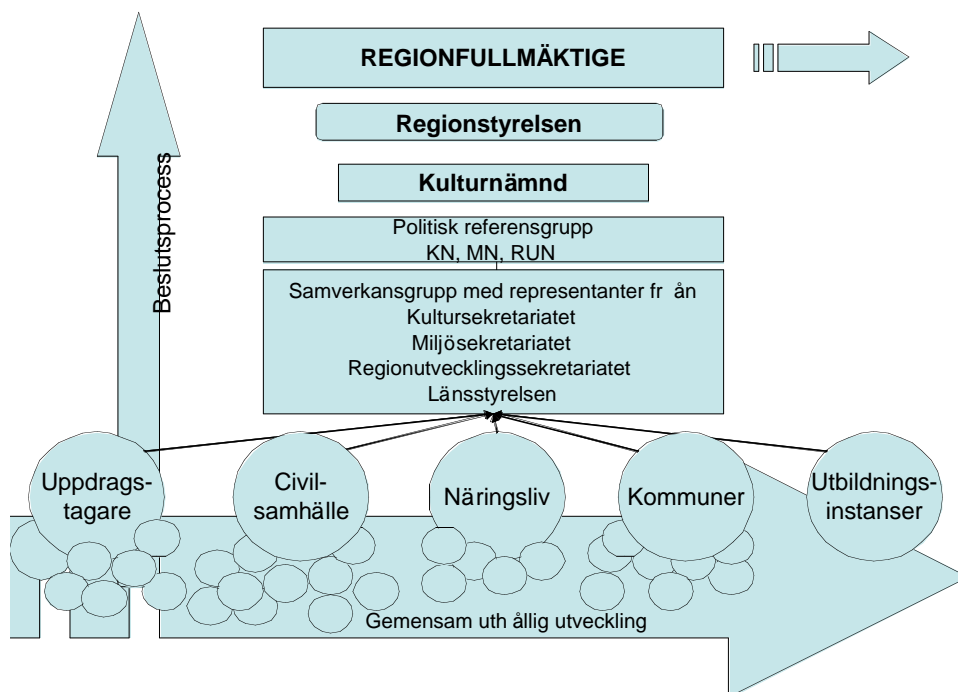 REGIONFULLMÄKTIGE
Regionstyrelsen
Kulturnämnd
Politisk referensgrupp
KN, MN, RUN
Samverkansgrupp med representanter fr ån
Kultursekretariatet
Miljösekretariatet
Regionutvecklingssekretariatet
Länsstyrelsen
Beslutsprocess
Uppdrags-
tagare
Civil-
samhälle
Näringsliv
Kommuner
Utbildnings-
instanser
Gemensam uth ållig utveckling